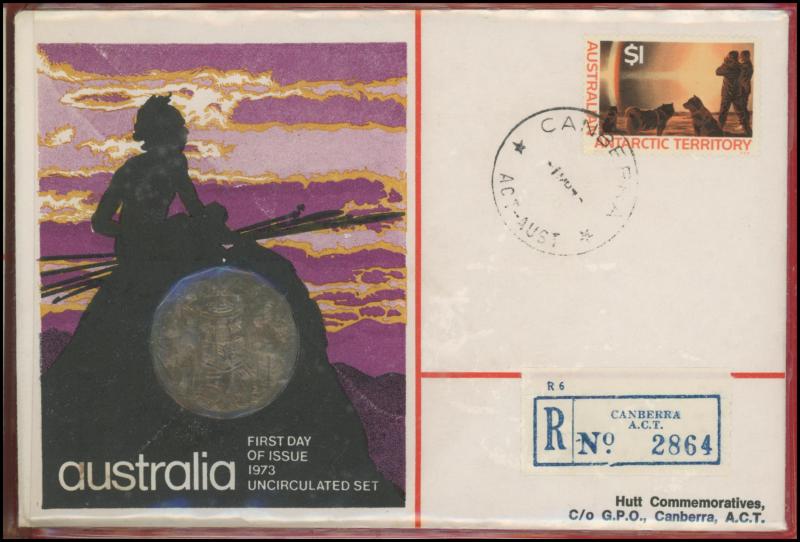 australia
FIRST DAY
OF ISSUE
1973
UNCIRCULATED SET
$1
AUSTRALIAN
ANTARCTIC TERRITORY
CANBERRA
ACT-AUST
R 6
R
CANBERRA
A.C.T.
No 2864
Hutt Commemoratives,
C/o G.P.O., Canberra, A.C.T.